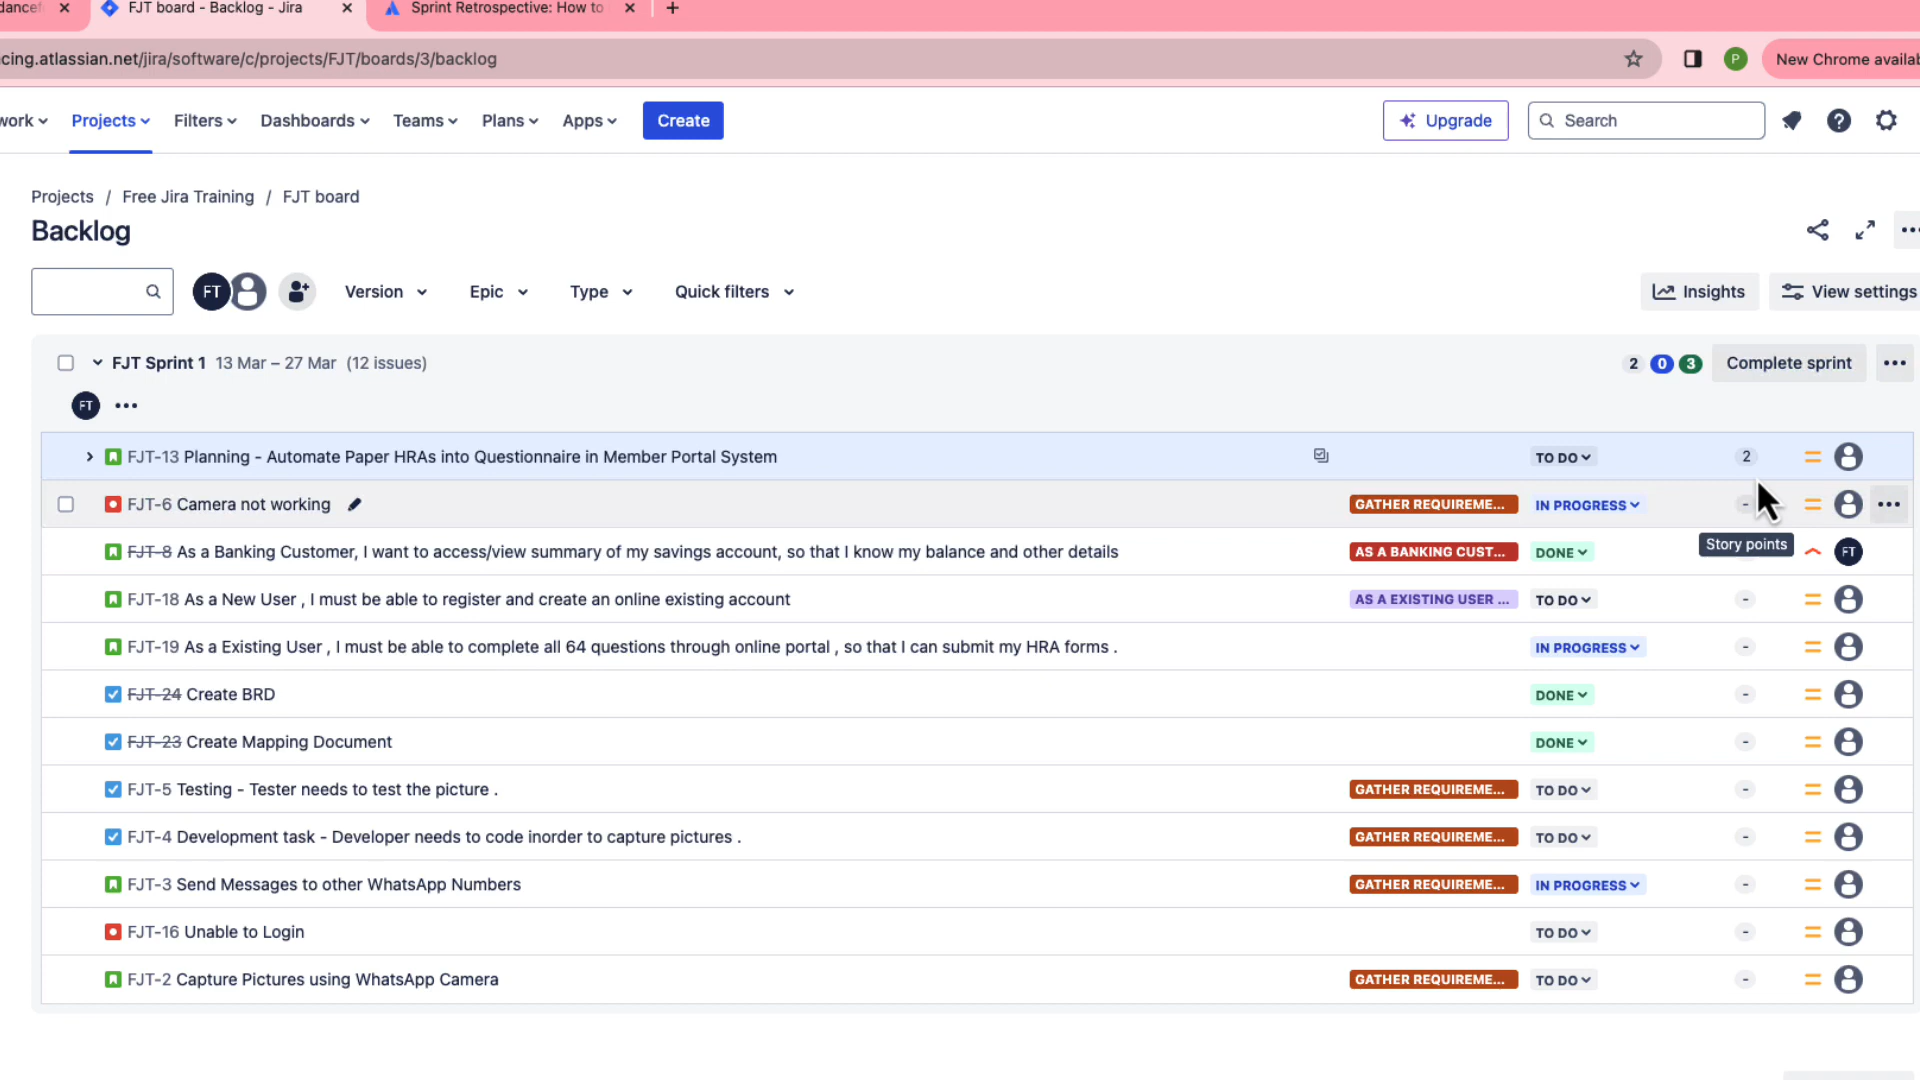 dancef
FJT board - Backlog - Jira
Sprint Retrospective: How to
cing.atlassian.net/jira/software/c/projects/FJT/boards/3/backlog
P
New Chrome availab
work Projects Filters Dashboards Teams Plans Apps Create Upgrade Search
Projects / Free Jira Training / FJT board
Backlog
FT Version Epic Type Quick filters Insights View settings
FJT Sprint 1 13 Mar – 27 Mar (12 issues) 2 0 3 Complete sprint
FT
FJT-13 Planning - Automate Paper HRAs into Questionnaire in Member Portal System TO DO 2
FJT-6 Camera not working GATHER REQUIREME... IN PROGRESS -
Story points
FJT-8 As a Banking Customer, I want to access/view summary of my savings account, so that I know my balance and other details AS A BANKING CUST... DONE FT
FJT-18 As a New User , I must be able to register and create an online existing account AS A EXISTING USER ... TO DO -
FJT-19 As a Existing User , I must be able to complete all 64 questions through online portal , so that I can submit my HRA forms . IN PROGRESS -
FJT-24 Create BRD DONE -
FJT-23 Create Mapping Document DONE -
FJT-5 Testing - Tester needs to test the picture . GATHER REQUIREME... TO DO -
FJT-4 Development task - Developer needs to code inorder to capture pictures . GATHER REQUIREME... TO DO -
FJT-3 Send Messages to other WhatsApp Numbers GATHER REQUIREME... IN PROGRESS -
FJT-16 Unable to Login TO DO -
FJT-2 Capture Pictures using WhatsApp Camera GATHER REQUIREME... TO DO -